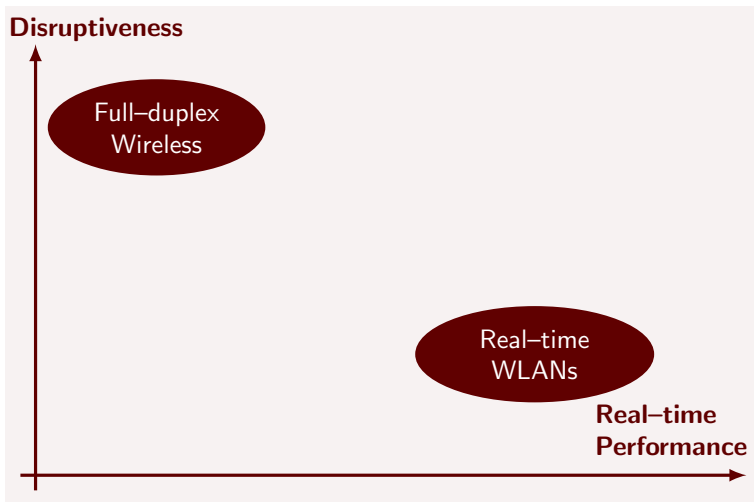 Disruptiveness
Full–duplex
Wireless
Real–time
WLANs
Real–time
Performance